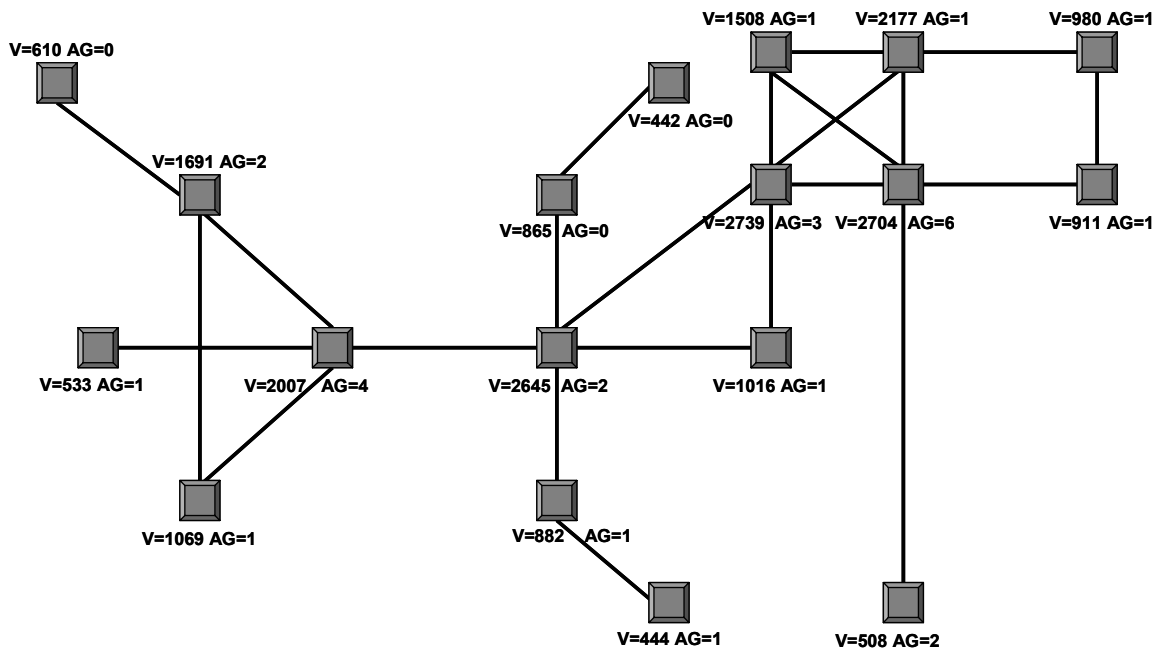 V=1508 AG=1
V=2177 AG=1
V=980 AG=1
V=610 AG=0
V=442 AG=0
V=1691 AG=2
V=865 AG=0
V=2739 AG=3
V=2704 AG=6
V=911 AG=1
V=533 AG=1
V=2007 AG=4
V=2645 AG=2
V=1016 AG=1
V=1069 AG=1
V=882 AG=1
V=444 AG=1
V=508 AG=2